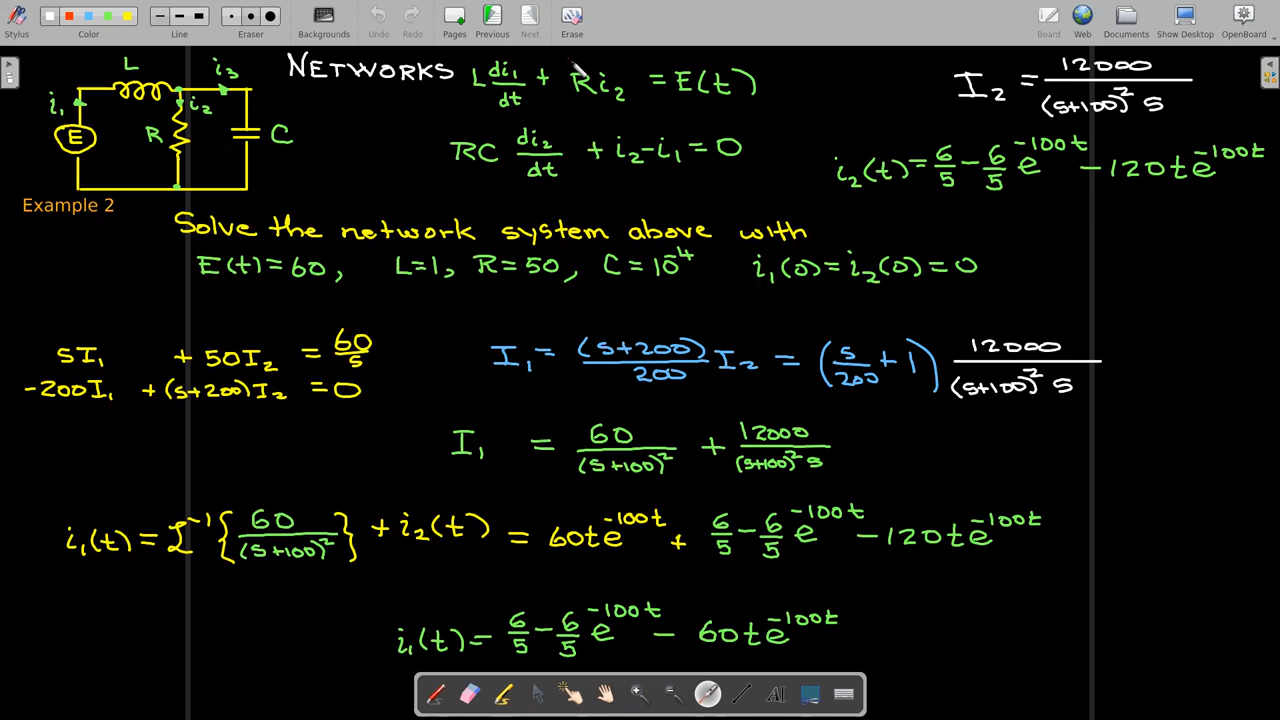 Stylus Color Line Eraser Backgrounds Undo Redo Pages Previous Next Erase Board Web Documents Show Desktop OpenBoard
NETWORKS L di₁/dt + Ri₂ = E(t)
RC di₂/dt + i₂ - i₁ = 0
L
i₁ i₂ i₃
E R C
I₂ = 12000/((s+100)² s)
i₂(t) = 6/5 - 6/5 e^(-100t) - 120te^(-100t)
Example 2
Solve the network system above with
E(t)=60, L=1, R=50, C=10^-4 i₁(0)=i₂(0)=0
sI₁ + 50I₂ = 60/s
-200I₁ + (s+200)I₂ = 0
I₁ = (s+200)/200 I₂ = (s/200 + 1) 12000/((s+100)² s)
I₁ = 60/(s+100)² + 12000/((s+100)² s)
i₁(t) = ℒ^-1{60/(s+100)²} + i₂(t) = 60te^(-100t) + 6/5 - 6/5 e^(-100t) - 120te^(-100t)
i₁(t) = 6/5 - 6/5 e^(-100t) - 60te^(-100t)
AI